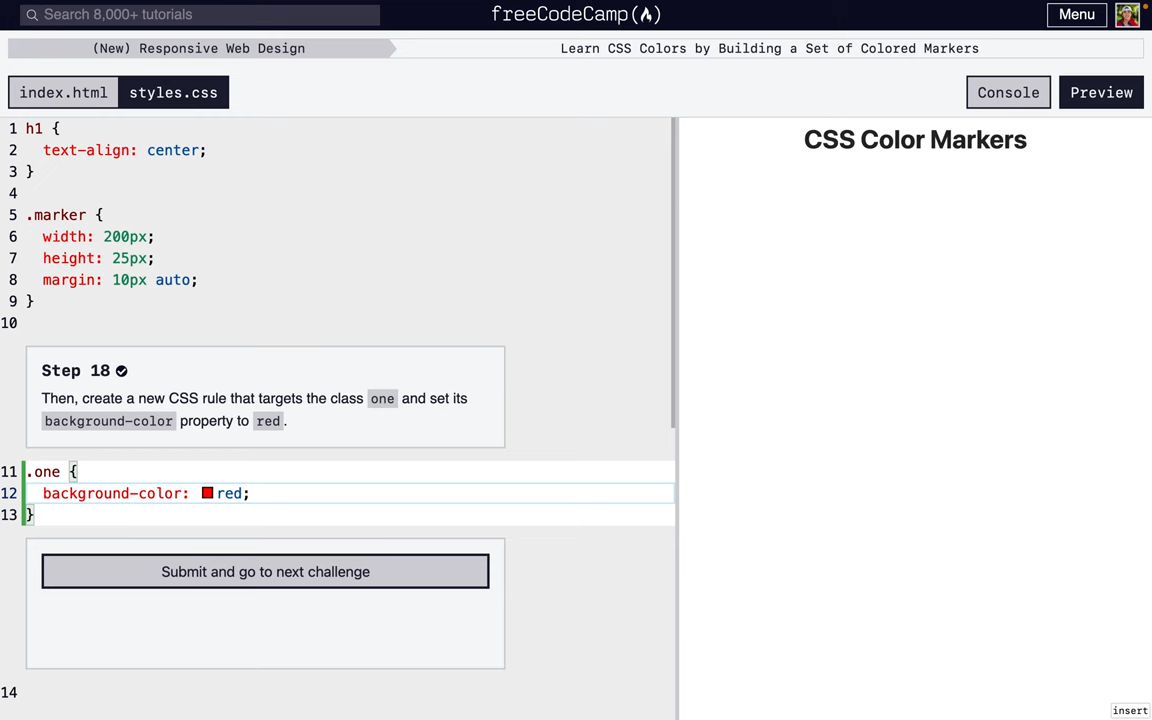 Search 8,000+ tutorials
freeCodeCamp
Menu
(New) Responsive Web Design
Learn CSS Colors by Building a Set of Colored Markers
index.html
styles.css
Console
Preview
1 h1 {
2 text-align: center;
3 }
4
5 .marker {
6 width: 200px;
7 height: 25px;
8 margin: 10px auto;
9 }
10
Step 18
Then, create a new CSS rule that targets the class one and set its
background-color property to red.
11 .one {
12 background-color: red;
13 }
Submit and go to next challenge
14
CSS Color Markers
insert